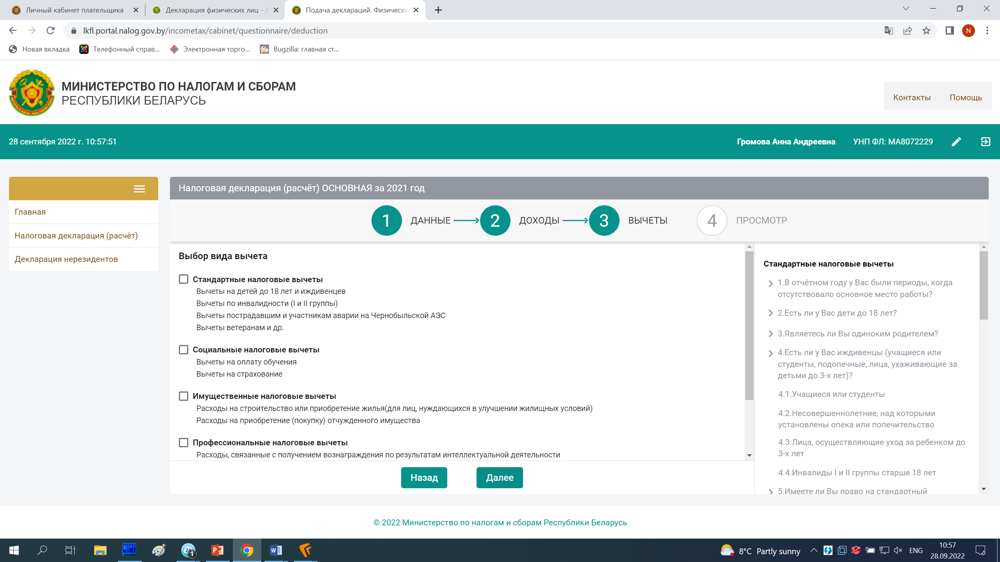 Личный кабинет плательщика
Декларация физических лиц - Л
Подача деклараций. Физически
lkfl.portal.nalog.gov.by/incometax/cabinet/questionnaire/deduction
N
Новая вкладка
Телефонный справ...
Электронная торго...
Bugzilla: главная ст...
МИНИСТЕРСТВО ПО НАЛОГАМ И СБОРАМ
РЕСПУБЛИКИ БЕЛАРУСЬ
Контакты
Помощь
28 сентября 2022 г. 10:57:51
Громова Анна Андреевна
УНП ФЛ: MA8072229
Главная
Налоговая декларация (расчёт)
Декларация нерезидентов
Налоговая декларация (расчёт) ОСНОВНАЯ за 2021 год
1 ДАННЫЕ
2 ДОХОДЫ
3 ВЫЧЕТЫ
4 ПРОСМОТР
Выбор вида вычета
Стандартные налоговые вычеты
Вычеты на детей до 18 лет и иждивенцев
Вычеты по инвалидности (I и II группы)
Вычеты пострадавшим и участникам аварии на Чернобыльской АЭС
Вычеты ветеранам и др.
Социальные налоговые вычеты
Вычеты на оплату обучения
Вычеты на страхование
Имущественные налоговые вычеты
Расходы на строительство или приобретение жилья(для лиц, нуждающихся в улучшении жилищных условий)
Расходы на приобретение (покупку) отчужденного имущества
Профессиональные налоговые вычеты
Расходы, связанные с получением вознаграждения по результатам интеллектуальной деятельности
Назад
Далее
Стандартные налоговые вычеты
1.В отчётном году у Вас были периоды, когда
отсутствовало основное место работы?
2.Есть ли у Вас дети до 18 лет?
3.Являетесь ли Вы одиноким родителем?
4.Есть ли у Вас иждивенцы (учащиеся или
студенты, подопечные, лица, ухаживающие за
детьми до 3-х лет)?
4.1.Учащиеся или студенты
4.2.Несовершеннолетние, над которыми
установлены опека или попечительство
4.3.Лица, осуществляющие уход за ребенком до
3-х лет
4.4.Инвалиды I и II группы старше 18 лет
5.Имеете ли Вы право на стандартный
© 2022 Министерство по налогам и сборам Республики Беларусь
24
1
P
W
8°C Partly sunny
ENG
10:57
28.09.2022